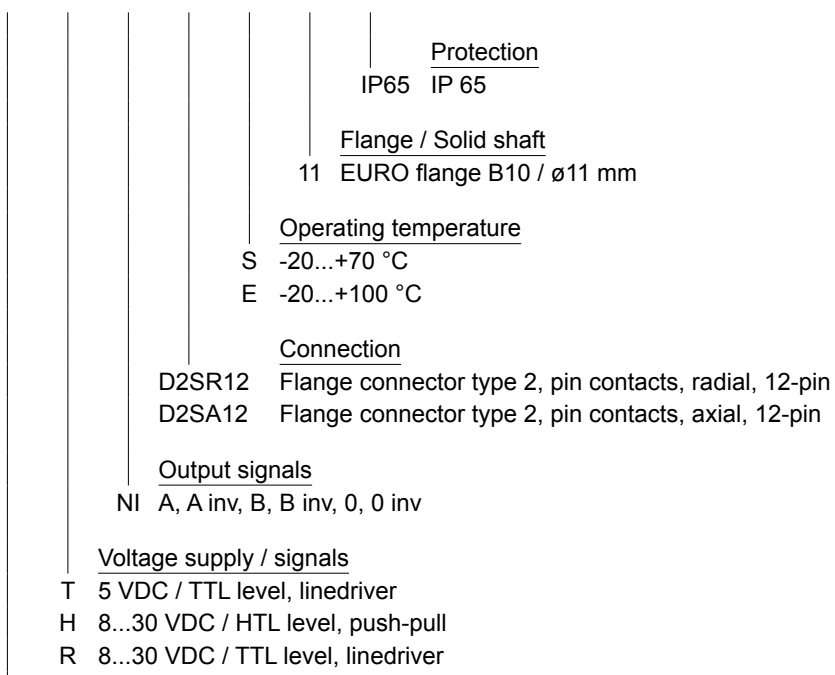 Protection
IP65 IP 65
Flange / Solid shaft
11 EURO flange B10 / ø11 mm
Operating temperature
S -20...+70 °C
E -20...+100 °C
Connection
D2SR12 Flange connector type 2, pin contacts, radial, 12-pin
D2SA12 Flange connector type 2, pin contacts, axial, 12-pin
Output signals
NI A, A inv, B, B inv, 0, 0 inv
Voltage supply / signals
T 5 VDC / TTL level, linedriver
H 8...30 VDC / HTL level, push-pull
R 8...30 VDC / TTL level, linedriver